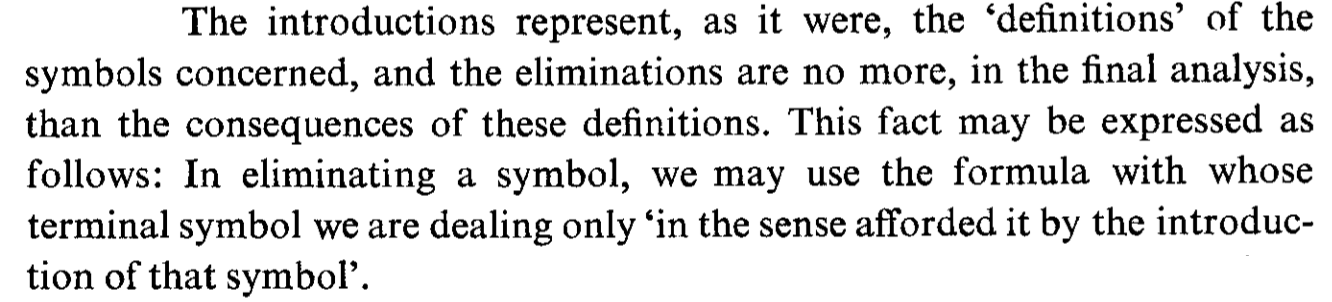 The introductions represent, as it were, the ‘definitions’ of the
symbols concerned, and the eliminations are no more, in the final analysis,
than the consequences of these definitions. This fact may be expressed as
follows: In eliminating a symbol, we may use the formula with whose
terminal symbol we are dealing only ‘in the sense afforded it by the introduc-
tion of that symbol’.